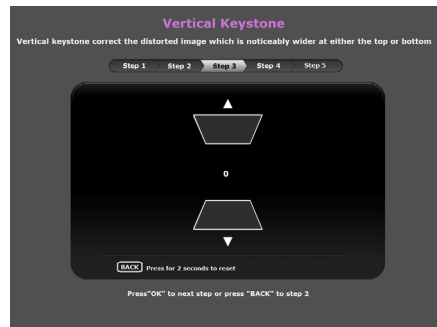 Vertical Keystone
Vertical keystone correct the distorted image which is noticeably wider at either the top or bottom
Step 1 Step 2 Step 3 Step 4 Step 5
0
BACK Press for 2 seconds to reset
Press"OK" to next step or press "BACK" to step 2